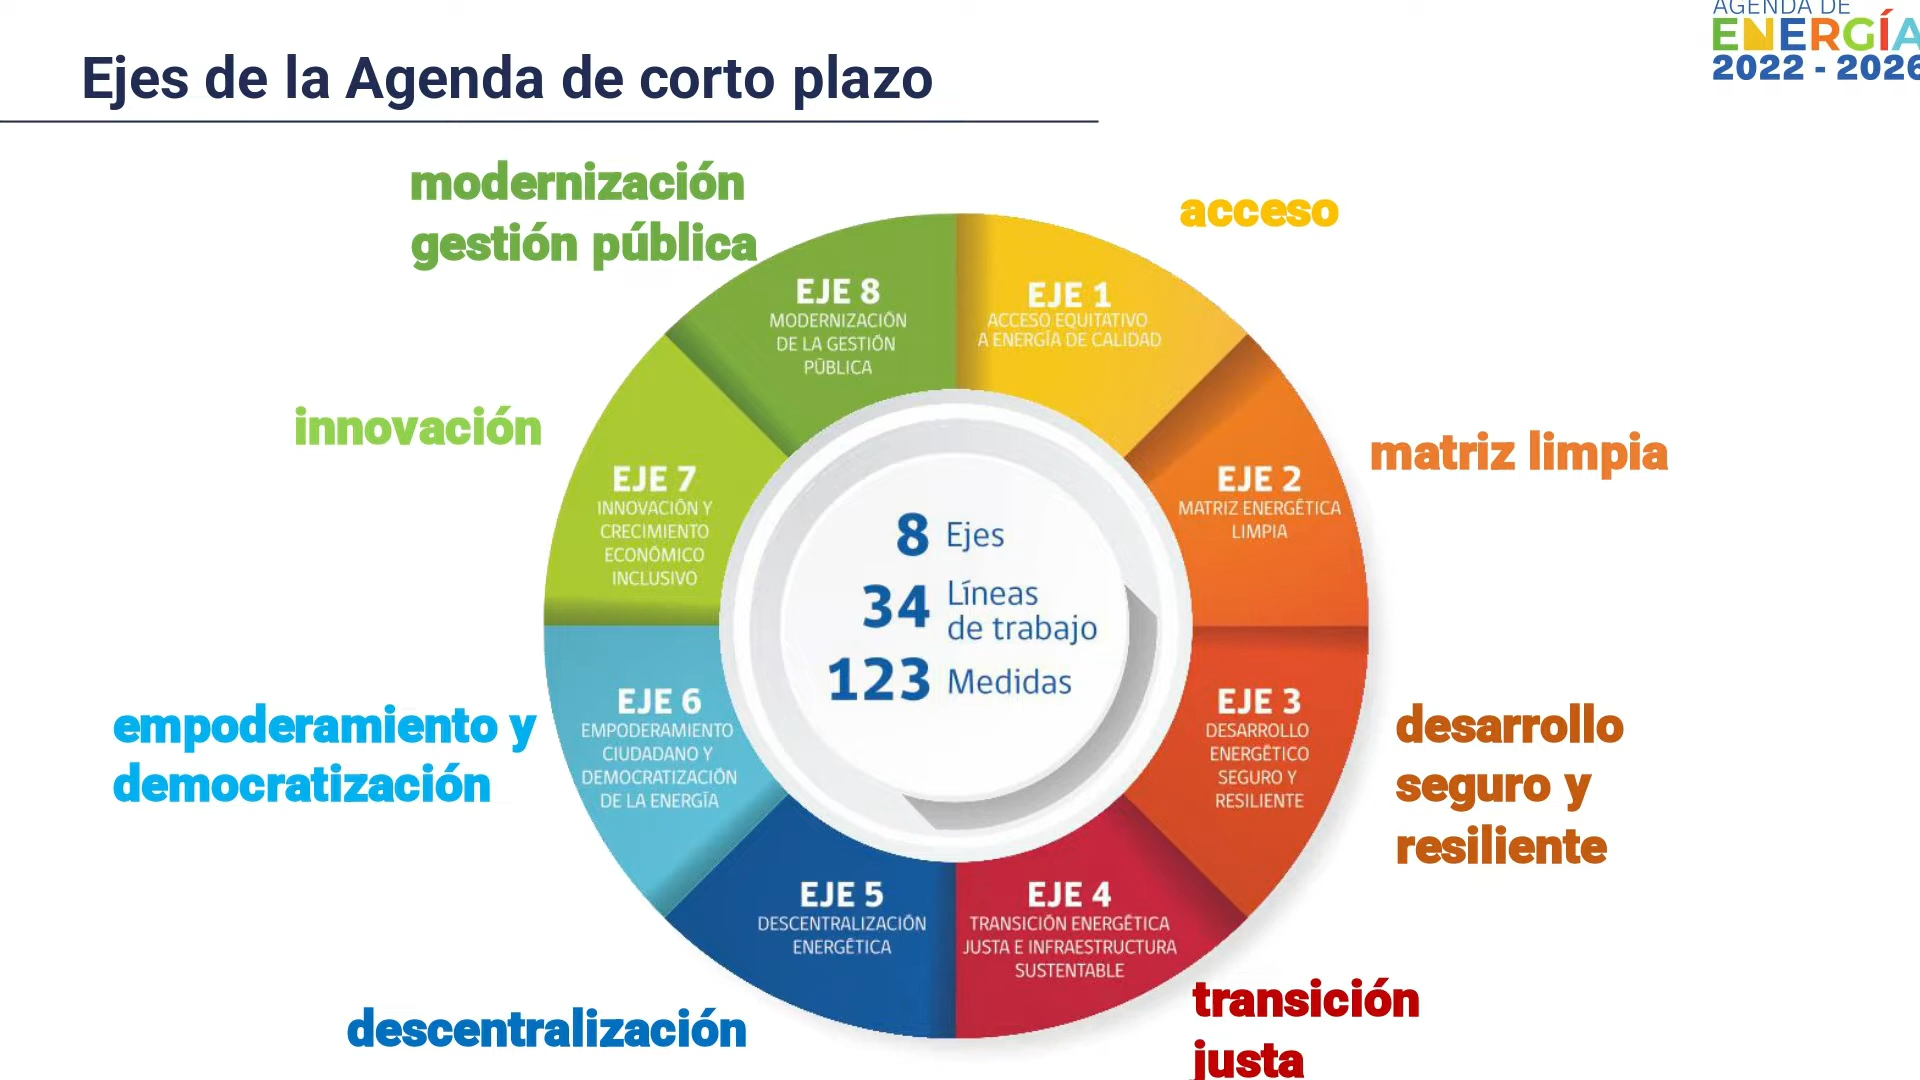 AGENDA DE
ENERGÍA
2022 - 2026
Ejes de la Agenda de corto plazo
modernización
gestión pública
acceso
EJE 8
MODERNIZACIÓN
DE LA GESTIÓN
PÚBLICA
EJE 1
ACCESO EQUITATIVO
A ENERGÍA DE CALIDAD
innovación
matriz limpia
EJE 7
INNOVACIÓN Y
CRECIMIENTO
ECONÓMICO
INCLUSIVO
EJE 2
MATRIZ ENERGÉTICA
LIMPIA
8 Ejes
34 Líneas
de trabajo
123 Medidas
empoderamiento y
democratización
EJE 6
EMPODERAMIENTO
CIUDADANO Y
DEMOCRATIZACIÓN
DE LA ENERGÍA
EJE 3
DESARROLLO
ENERGÉTICO
SEGURO Y
RESILIENTE
desarrollo
seguro y
resiliente
EJE 5
DESCENTRALIZACIÓN
ENERGÉTICA
EJE 4
TRANSICIÓN ENERGÉTICA
JUSTA E INFRAESTRUCTURA
SUSTENTABLE
descentralización
transición
justa